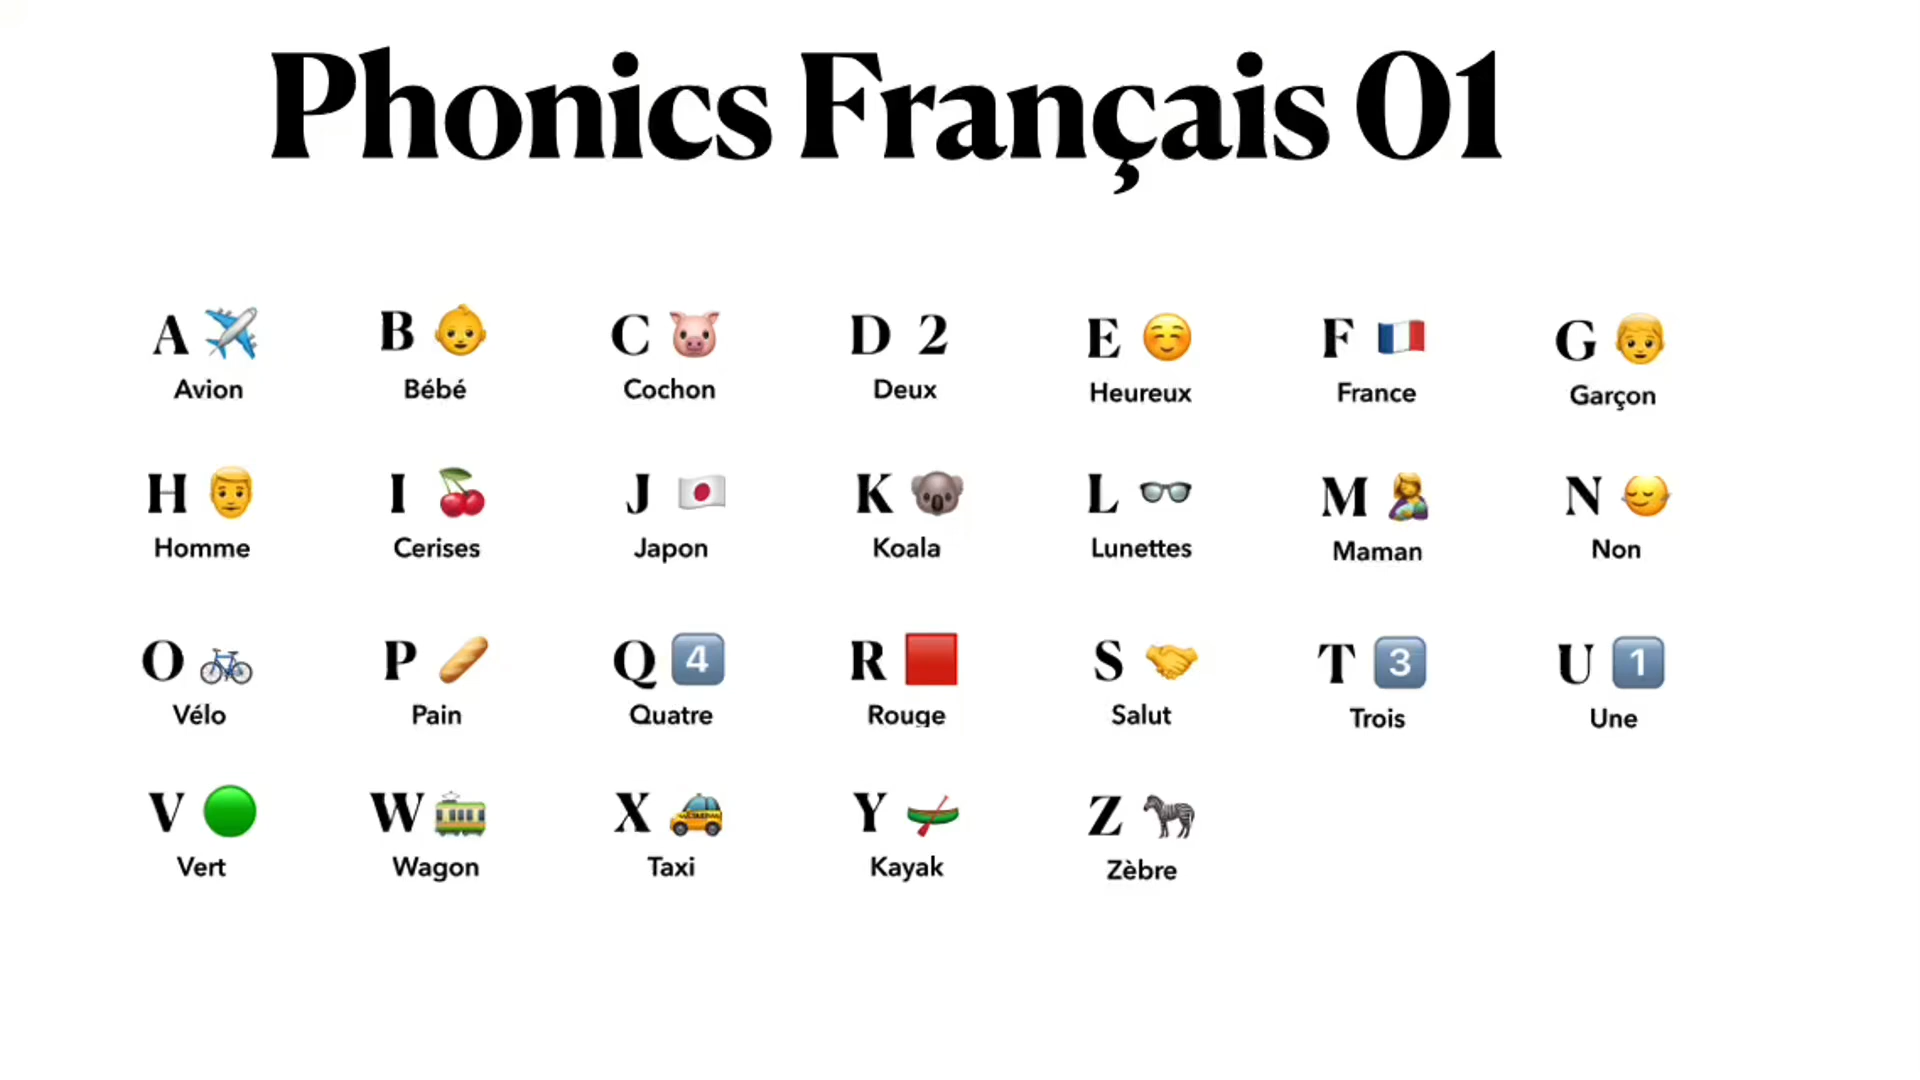 Phonics Français 01
A B C D 2 E F G
Avion Bébé Cochon Deux Heureux France Garçon
H I J K L M N
Homme Cerises Japon Koala Lunettes Maman Non
O P Q 4 R S T 3 U 1
Vélo Pain Quatre Rouge Salut Trois Une
V W X Y Z
Vert Wagon Taxi Kayak Zèbre